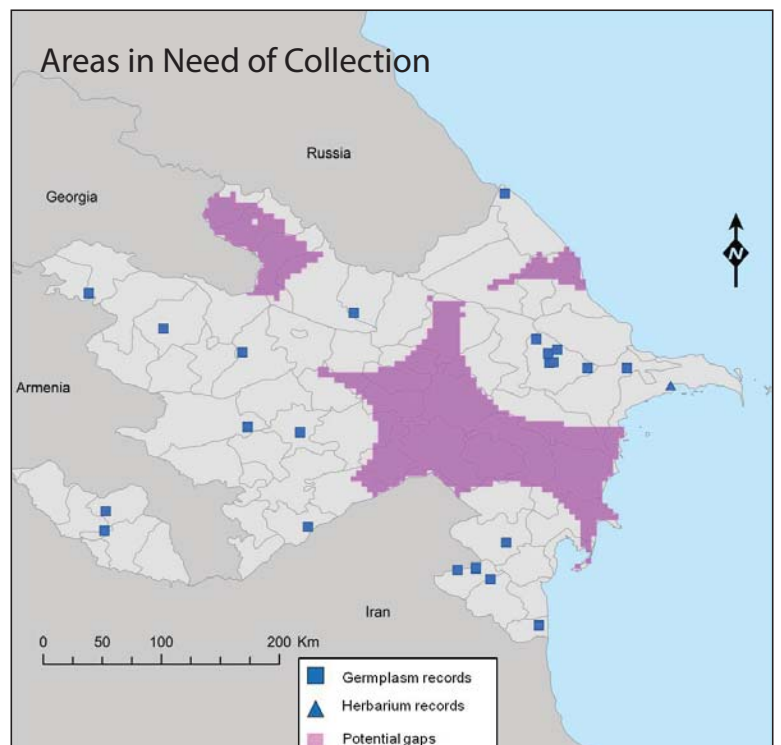 Areas in Need of Collection
Russia
Georgia
N
Armenia
Iran
0 50 100 200 Km
Germplasm records
Herbarium records
Potential gaps